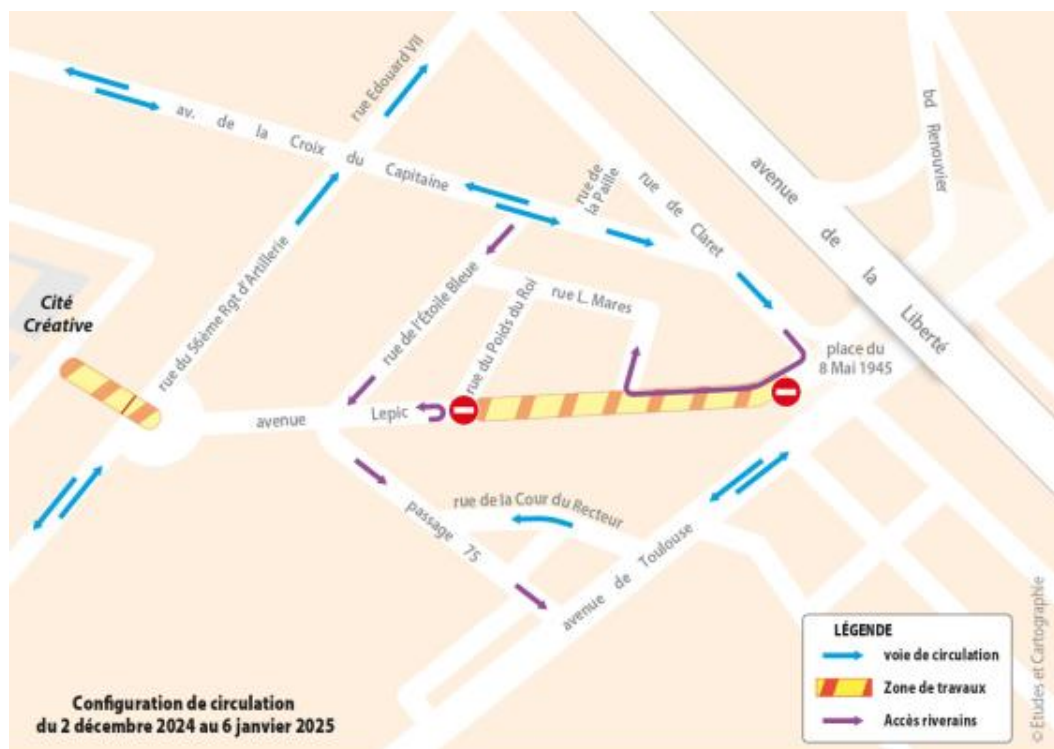 rue Edouard VII
av. de la Croix du Capitaine
rue de
la Paille
rue de Claret
bd Renouvier
avenue de la Liberté
rue du 56ème Rgt d'Artillerie
Cité
Créative
rue de l'Étoile Bleue
rue du Poids du Roi
rue L. Mares
place du
8 Mai 1945
avenue Lepic
passage 75
rue de la Cour du Recteur
avenue de Toulouse
Configuration de circulation
du 2 décembre 2024 au 6 janvier 2025
LÉGENDE
voie de circulation
Zone de travaux
Accès riverains
© Etudes et Cartographie